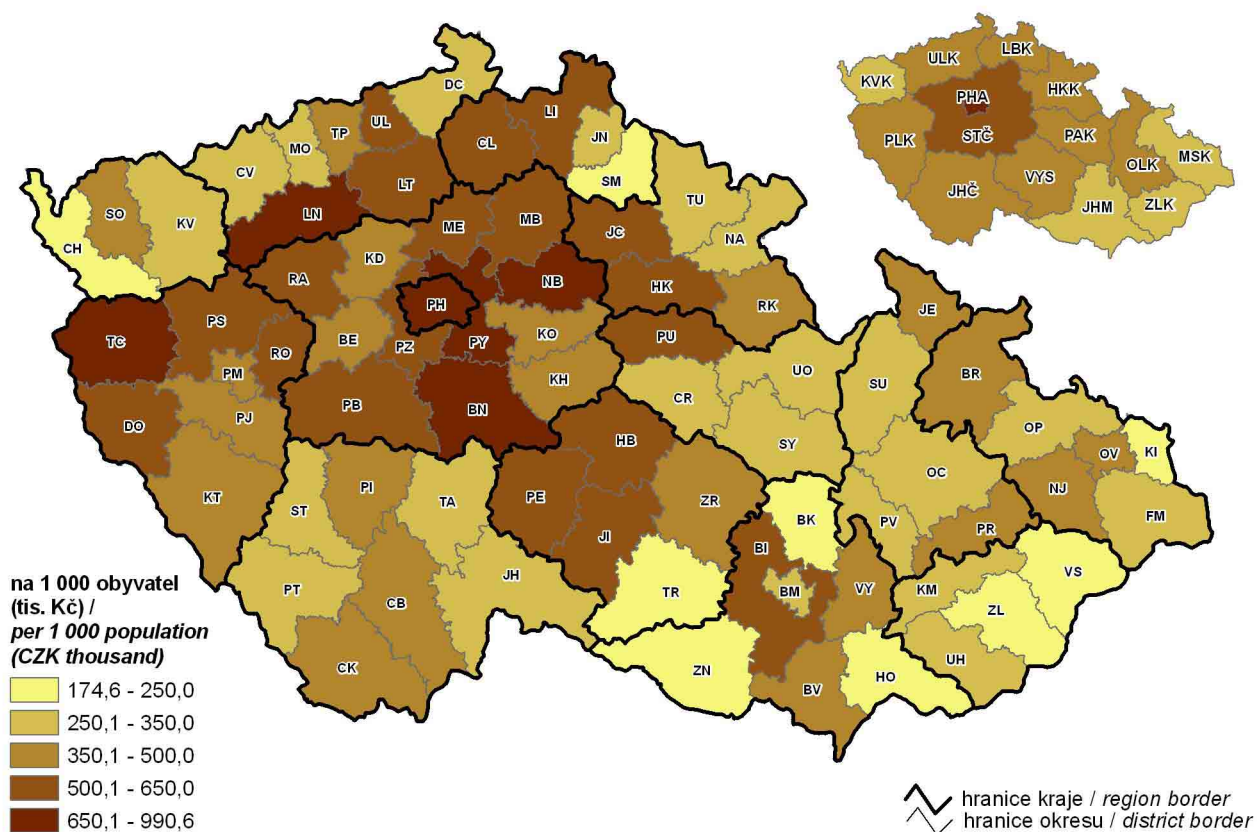 DC
LI
UL
TP
JN
CL
MO
CV
SM
LT
TU
SO
KV
LN
MB
ME
JC
CH
NA
KD
RA
NB
HK
PH
RK
JE
PS
KO
PU
TC
BE
PZ
PY
RO
UO
SU
BR
PM
KH
CR
PB
BN
PJ
DO
OP
HB
SY
OV
KI
OC
PI
TA
KT
NJ
PE
ZR
ST
FM
BK
PV
PR
JI
BI
VS
JH
PT
TR
BM
VY
KM
CB
ZL
UH
ZN
HO
CK
BV
LBK
ULK
KVK
HKK
PHA
STČ
PAK
PLK
MSK
OLK
VYS
JHČ
ZLK
JHM
na 1 000 obyvatel
(tis. Kč) /
per 1 000 population
(CZK thousand)
174,6 - 250,0
250,1 - 350,0
350,1 - 500,0
500,1 - 650,0
650,1 - 990,6
hranice kraje / region border
hranice okresu / district border